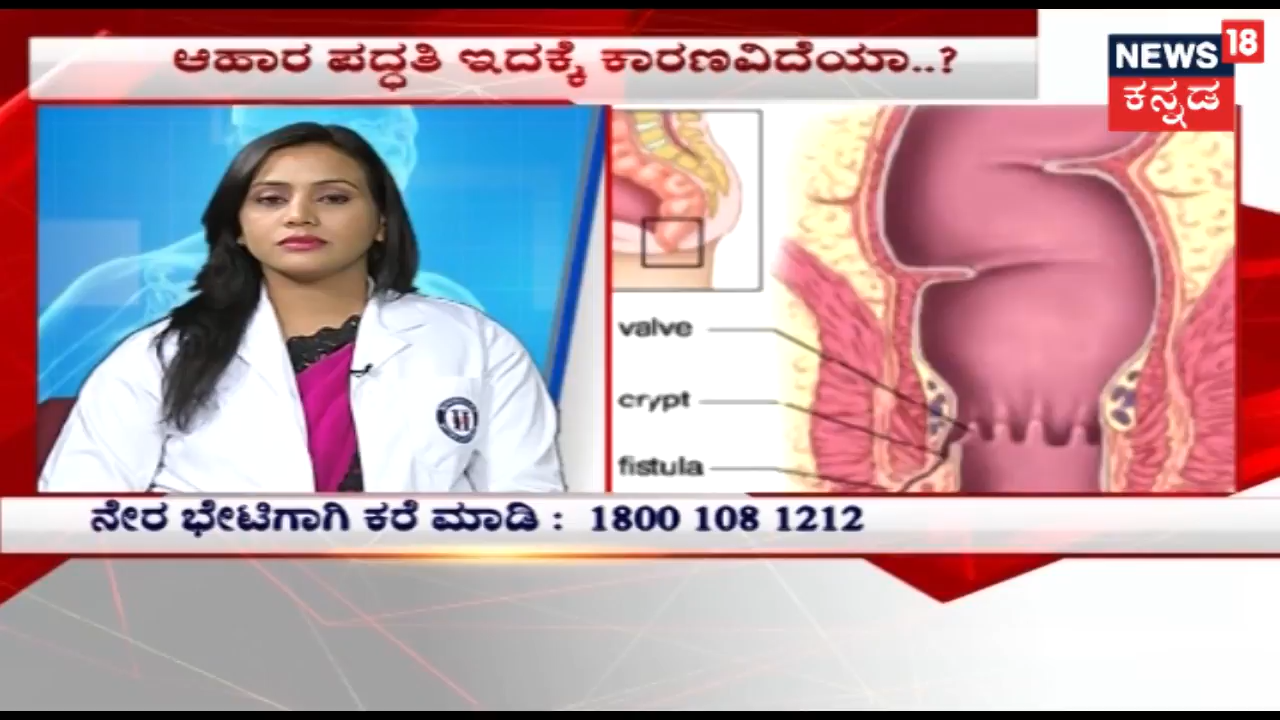 ಆಹಾರ ಪದ್ಧತಿ ಇದಕ್ಕೆ ಕಾರಣವಿದೆಯಾ..?
NEWS 18
ಕನ್ನಡ
valve
crypt
fistula
ನೇರ ಭೇಟಿಗಾಗಿ ಕರೆ ಮಾಡಿ : 1800 108 1212